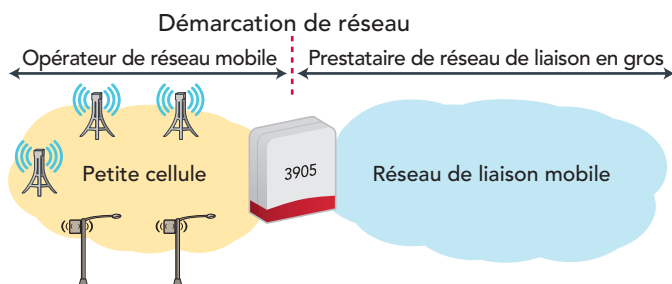 Démarcation de réseau
Opérateur de réseau mobile
Prestataire de réseau de liaison en gros
Petite cellule
3905
Réseau de liaison mobile